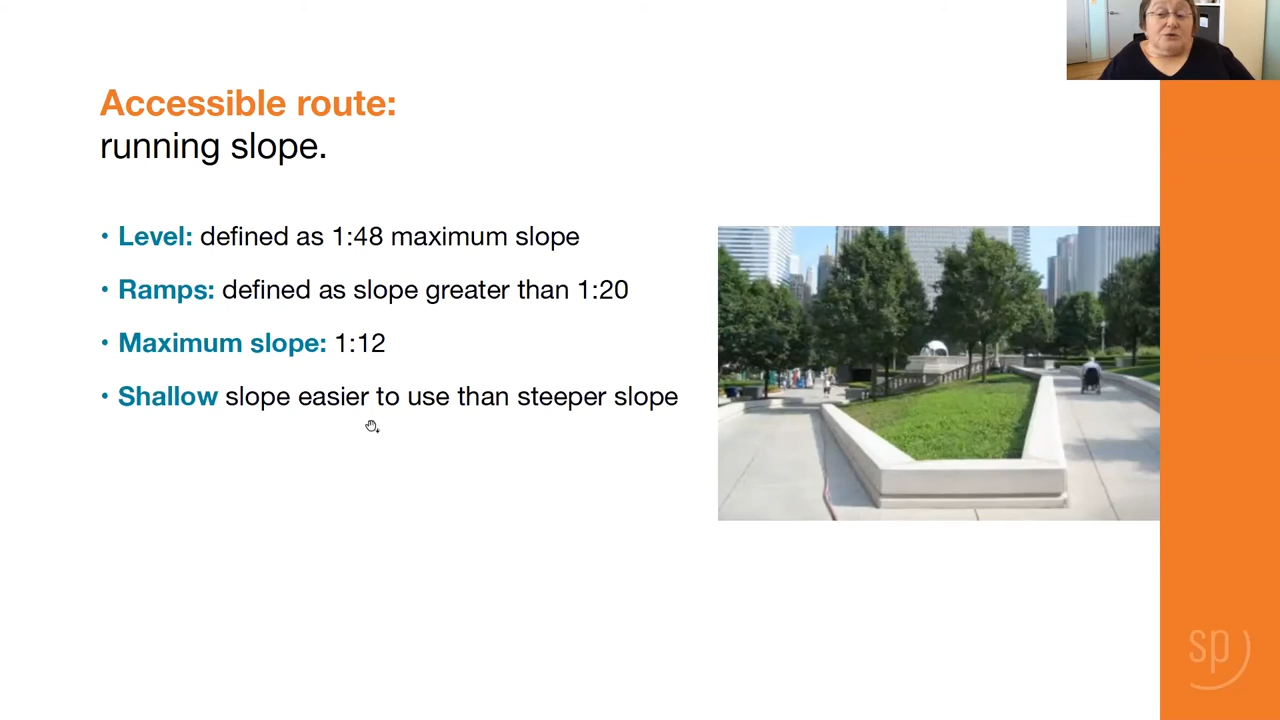 Accessible route:
running slope.
• Level: defined as 1:48 maximum slope
• Ramps: defined as slope greater than 1:20
• Maximum slope: 1:12
• Shallow slope easier to use than steeper slope
sp